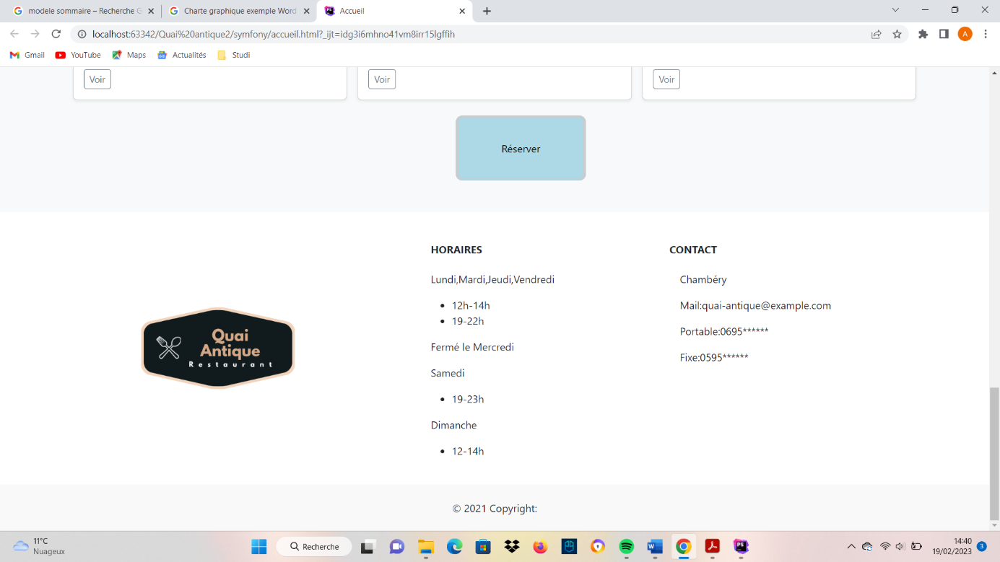 modele sommaire – Recherche G
Charte graphique exemple Word
Accueil
localhost:63342/Quai%20antique2/symfony/accueil.html?_ijt=idg3i6mhno41vm8irr15lgffih
A
Gmail
YouTube
Maps
Actualités
Studi
Voir
Voir
Voir
Réserver
Quai
Antique
Restaurant
HORAIRES
Lundi,Mardi,Jeudi,Vendredi
12h-14h
19-22h
Fermé le Mercredi
Samedi
19-23h
Dimanche
12-14h
CONTACT
Chambéry
Mail:quai-antique@example.com
Portable:0695******
Fixe:0595******
© 2021 Copyright:
11°C
Nuageux
Recherche
14:40
19/02/2023
3